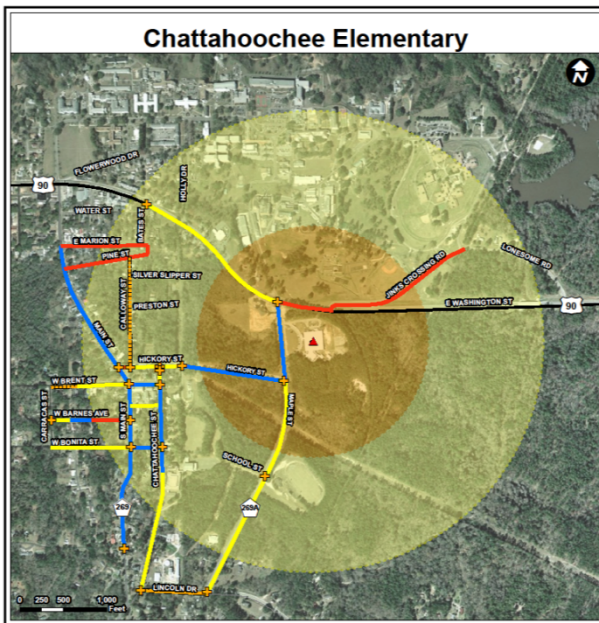 Chattahoochee Elementary
N
FLOWERWOOD DR
90
HOLLY DR
WATER ST
BATES ST
E MARION ST
PINE ST
LONESOME RD
SILVER SLIPPER ST
JINKS CROSSING RD
CALLOWAY ST
PRESTON ST
E WASHINGTON ST
90
MAIN ST
HICKORY ST
HICKORY ST
W BRENT ST
CARRACAS ST
W BARNES AVE
S MAIN ST
CHATTAHOOCHEE ST
MAPLE ST
W BONITA ST
SCHOOL ST
269
269A
LINCOLN DR
0 250 500 1,000
Feet